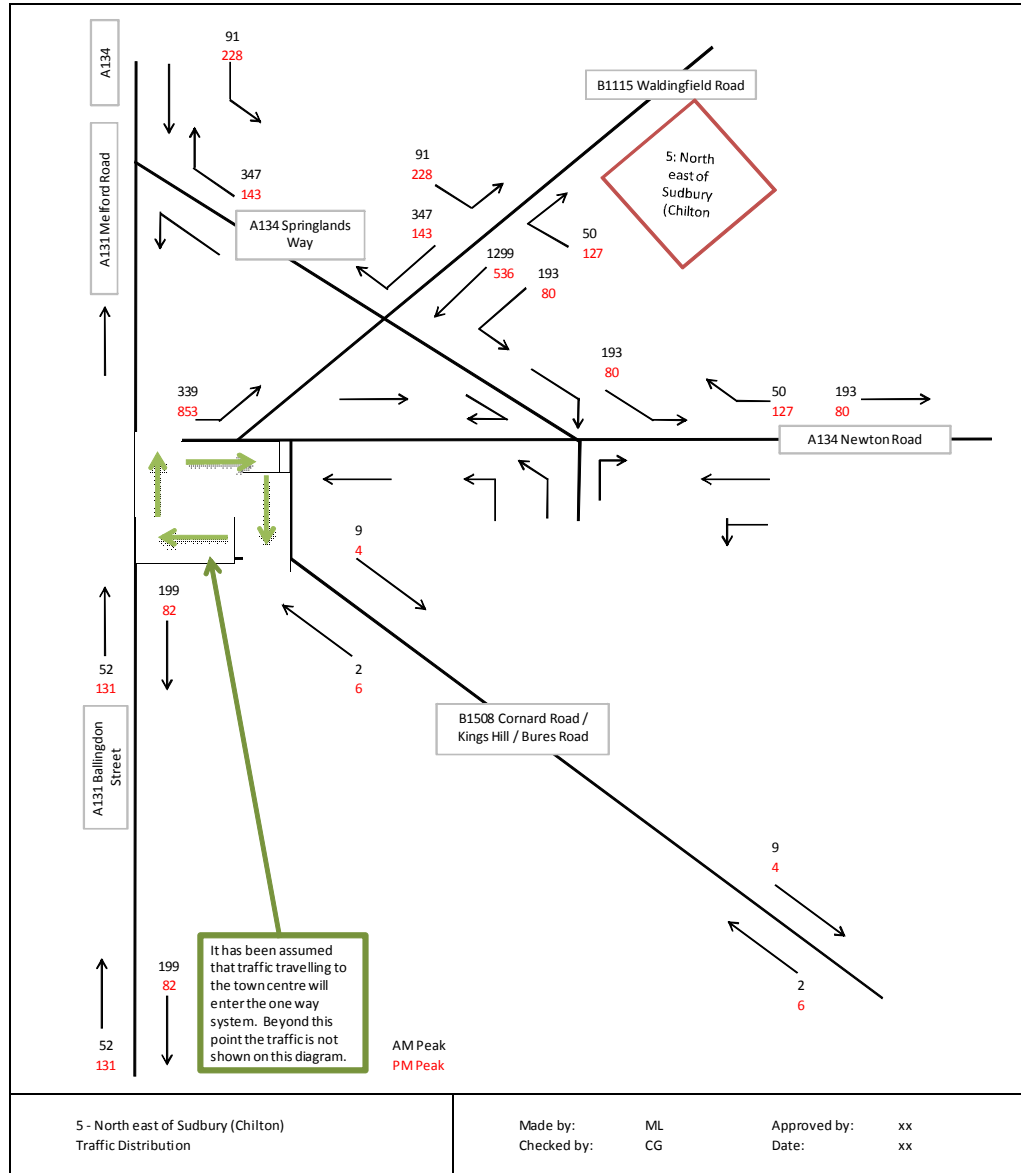 A134
91
228
B1115 Waldingfield Road
A131 Melford Road
347
143
91
228
5: North
east of
Sudbury
(Chilton
A134 Springlands
Way
347
143
50
127
1299
536
193
80
193
80
339
853
50
127
193
80
A134 Newton Road
9
4
199
82
52
131
2
6
B1508 Cornard Road /
Kings Hill / Bures Road
A131 Ballingdon
Street
9
4
It has been assumed
that traffic travelling to
the town centre will
enter the one way
system. Beyond this
point the traffic is not
shown on this diagram.
199
82
2
6
52
131
AM Peak
PM Peak
5 - North east of Sudbury (Chilton)
Traffic Distribution
Made by: ML Approved by: xx
Checked by: CG Date: xx